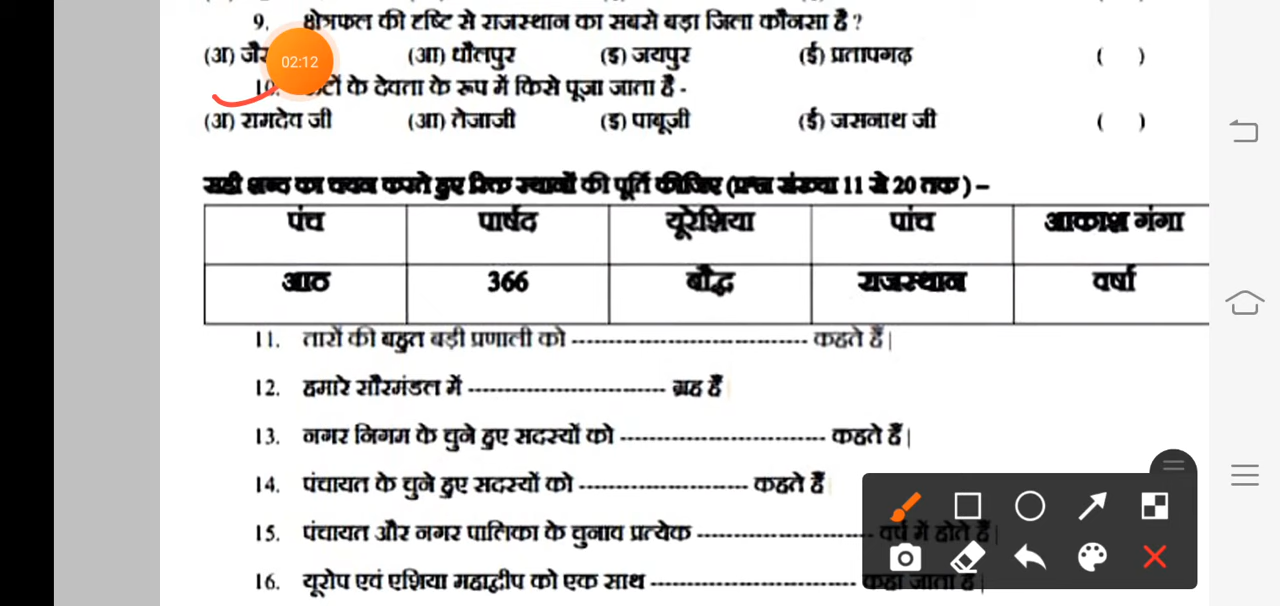 9. क्षेत्रफल की दृष्टि से राजस्थान का सबसे बड़ा जिला कौनसा है ?
(अ) जै (आ) धौलपुर (इ) जयपुर (ई) प्रतापगढ़ ( )
02:12
10. के देवता के रूप में किसे पूजा जाता है -
(अ) रामदेव जी (आ) तेजाजी (इ) पाबूजी (ई) जसनाथ जी ( )
सही शब्द का चयन करते हुए रिक्त स्थानों की पूर्ति कीजिए (प्रश्न संख्या 11 से 20 तक) –
पंच पार्षद यूरेशिया पांच आकाश गंगा
आठ 366 बौद्ध राजस्थान वर्षा
11. तारों की बहुत बड़ी प्रणाली को ---------------------------- कहते हैं|
12. हमारे सौरमंडल में ----------------------- ग्रह हैं
13. नगर निगम के चुने हुए सदस्यों को ------------------------ कहते हैं|
14. पंचायत के चुने हुए सदस्यों को -------------------- कहते हैं
15. पंचायत और नगर पालिका के चुनाव प्रत्येक --------------------- वर्ष में होते हैं|
16. यूरोप एवं एशिया महाद्वीप को एक साथ ------------------------ कहा जाता है|